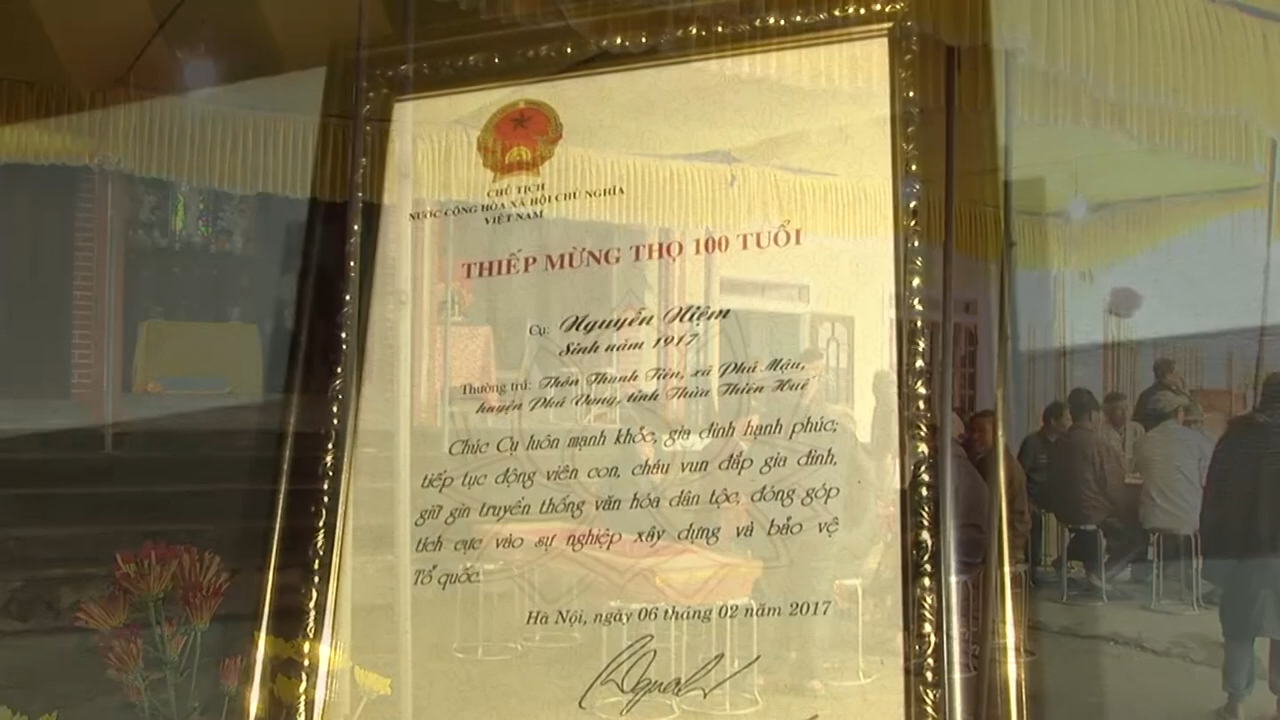 CHỦ TỊCH
NƯỚC CỘNG HÒA XÃ HỘI CHỦ NGHĨA
VIỆT NAM
THIẾP MỪNG THỌ 100 TUỔI
Cụ: Nguyễn Niệm
Sinh năm 1917
Thường trú: Thôn Thanh Tiên, xã Phú Mậu,
huyện Phú Vang, tỉnh Thừa Thiên Huế
Chúc Cụ luôn mạnh khỏe, gia đình hạnh phúc;
tiếp tục động viên con, cháu vun đắp gia đình,
giữ gìn truyền thống văn hóa dân tộc, đóng góp
tích cực vào sự nghiệp xây dựng và bảo vệ
Tổ quốc.
Hà Nội, ngày 06 tháng 02 năm 2017